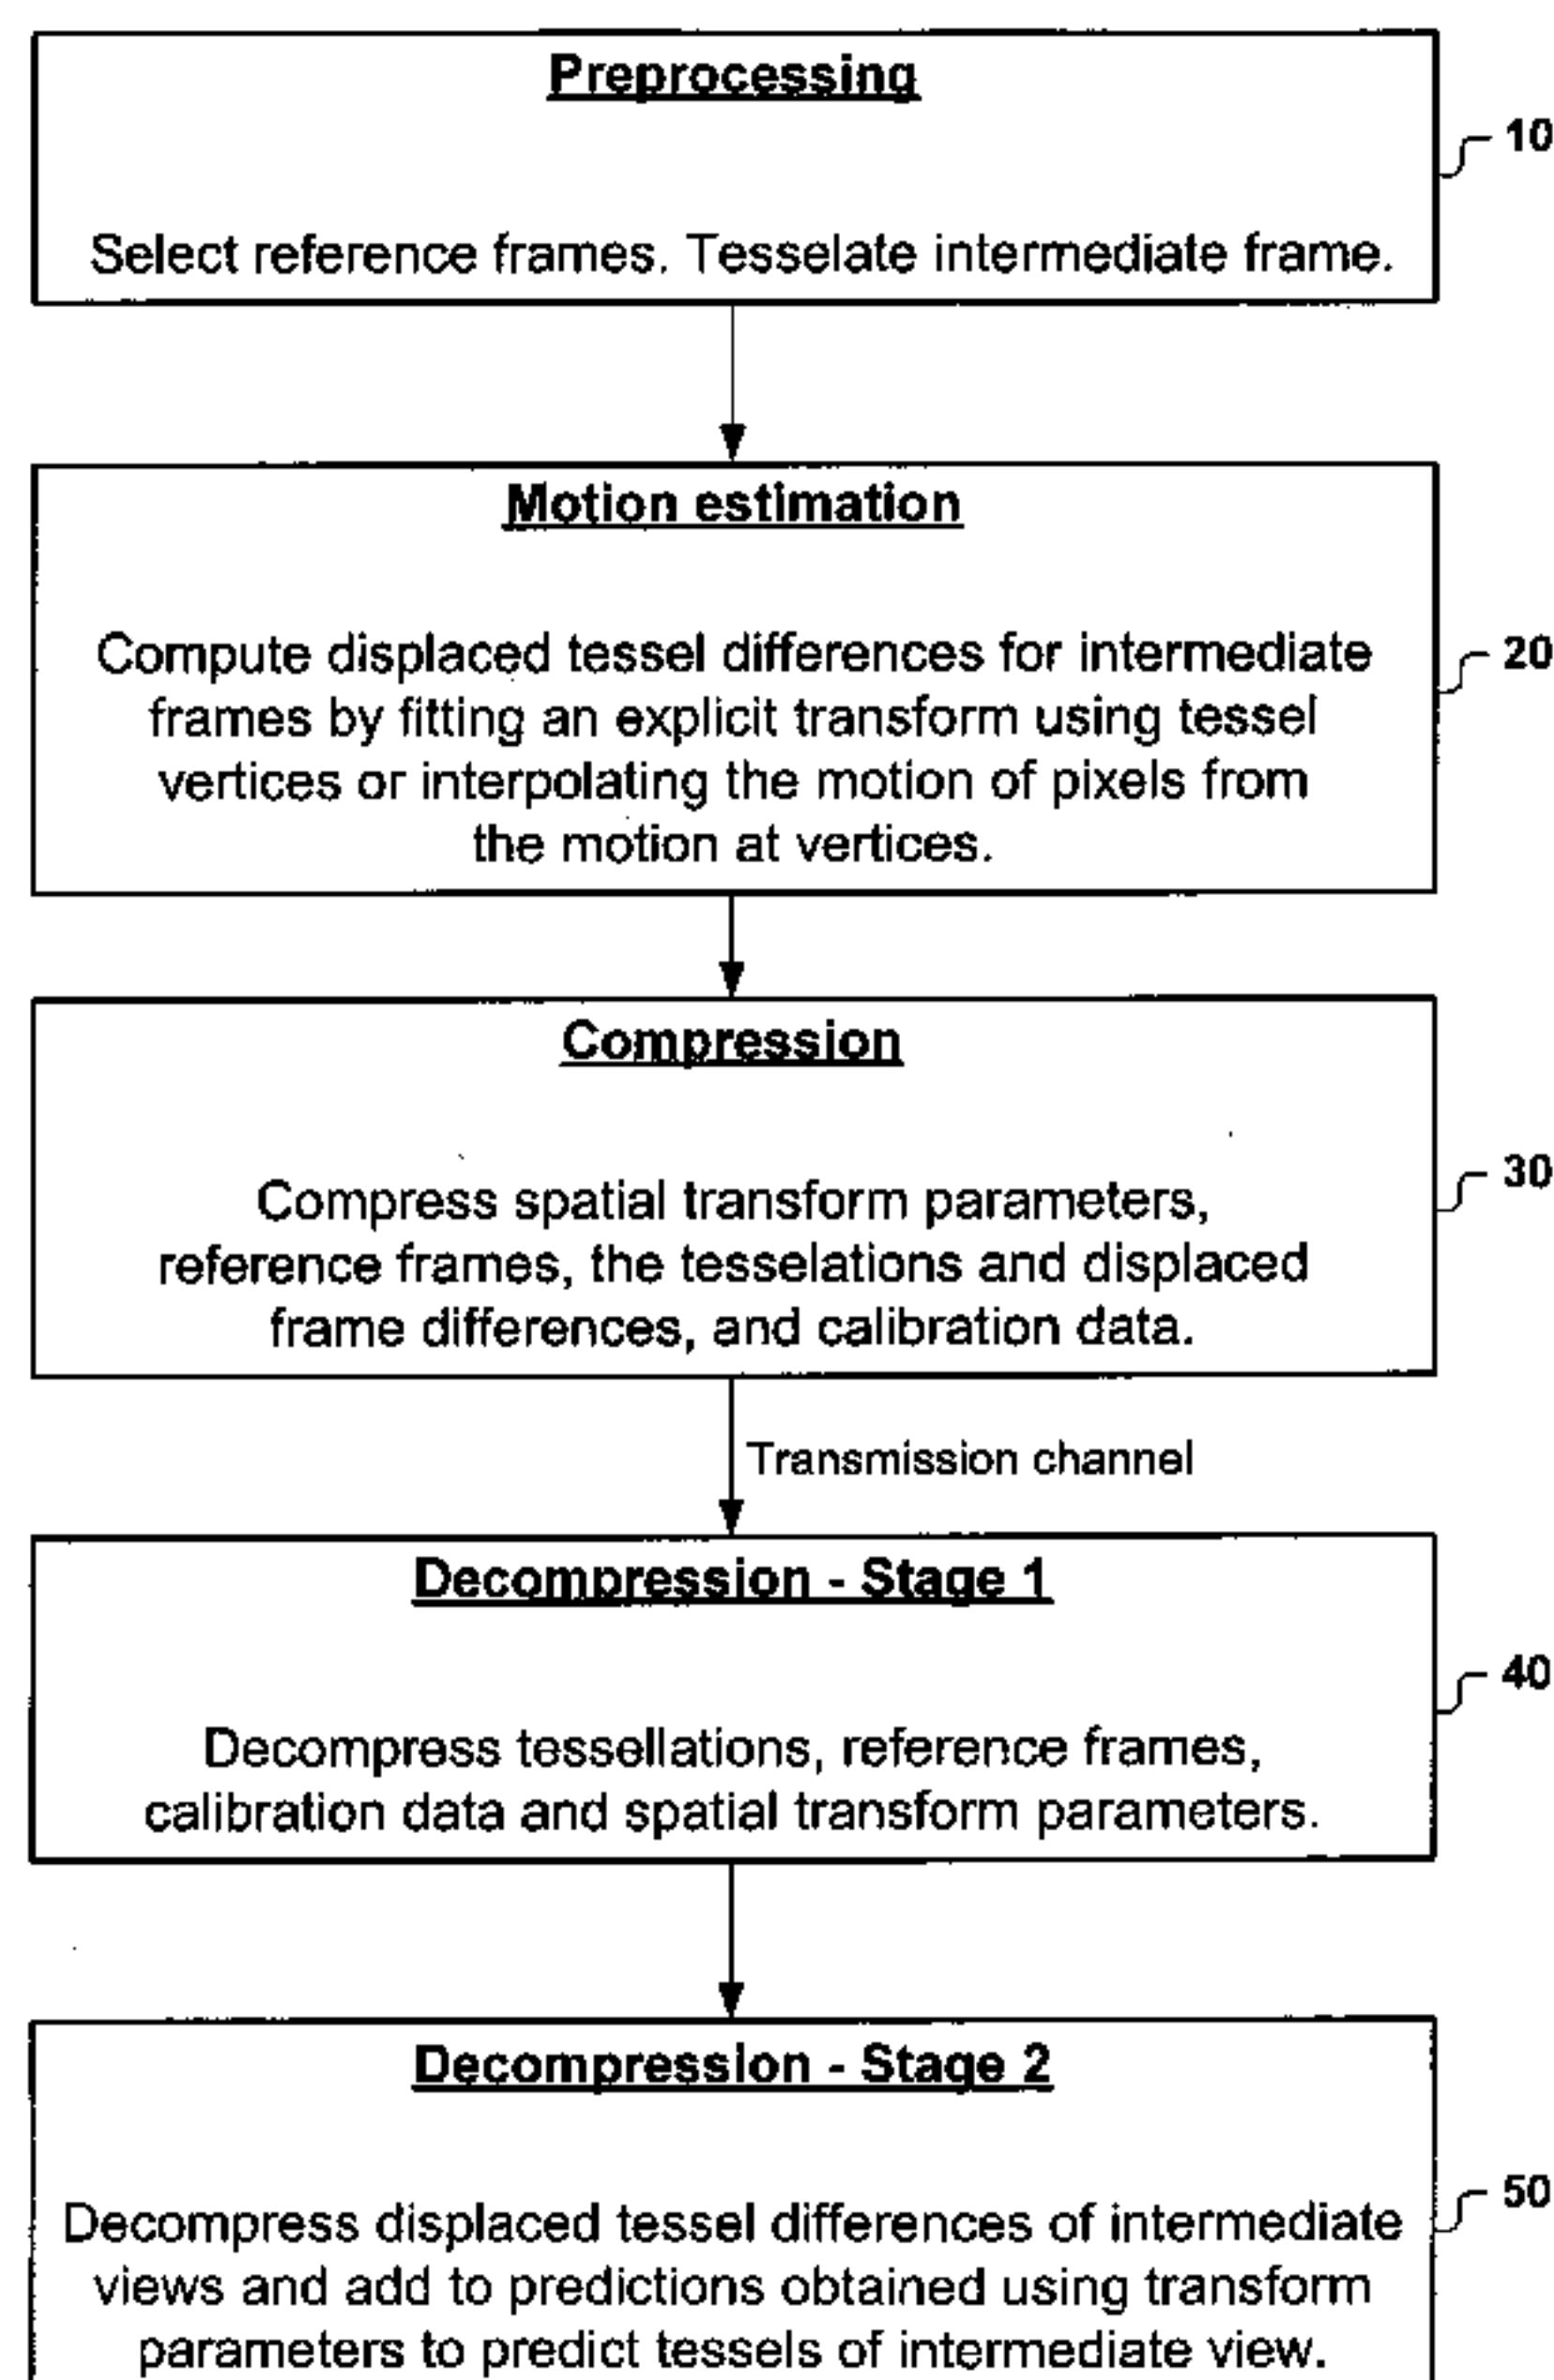 Preprocessing
10
Select reference frames. Tesselate intermediate frame.
Motion estimation
20
Compute displaced tessel differences for intermediate
frames by fitting an explicit transform using tessel
vertices or interpolating the motion of pixels from
the motion at vertices.
Compression
30
Compress spatial transform parameters,
reference frames, the tesselations and displaced
frame differences, and calibration data.
Transmission channel
Decompression - Stage 1
40
Decompress tessellations, reference frames,
calibration data and spatial transform parameters.
Decompression - Stage 2
50
Decompress displaced tessel differences of intermediate
views and add to predictions obtained using transform
parameters to predict tessels of intermediate view.